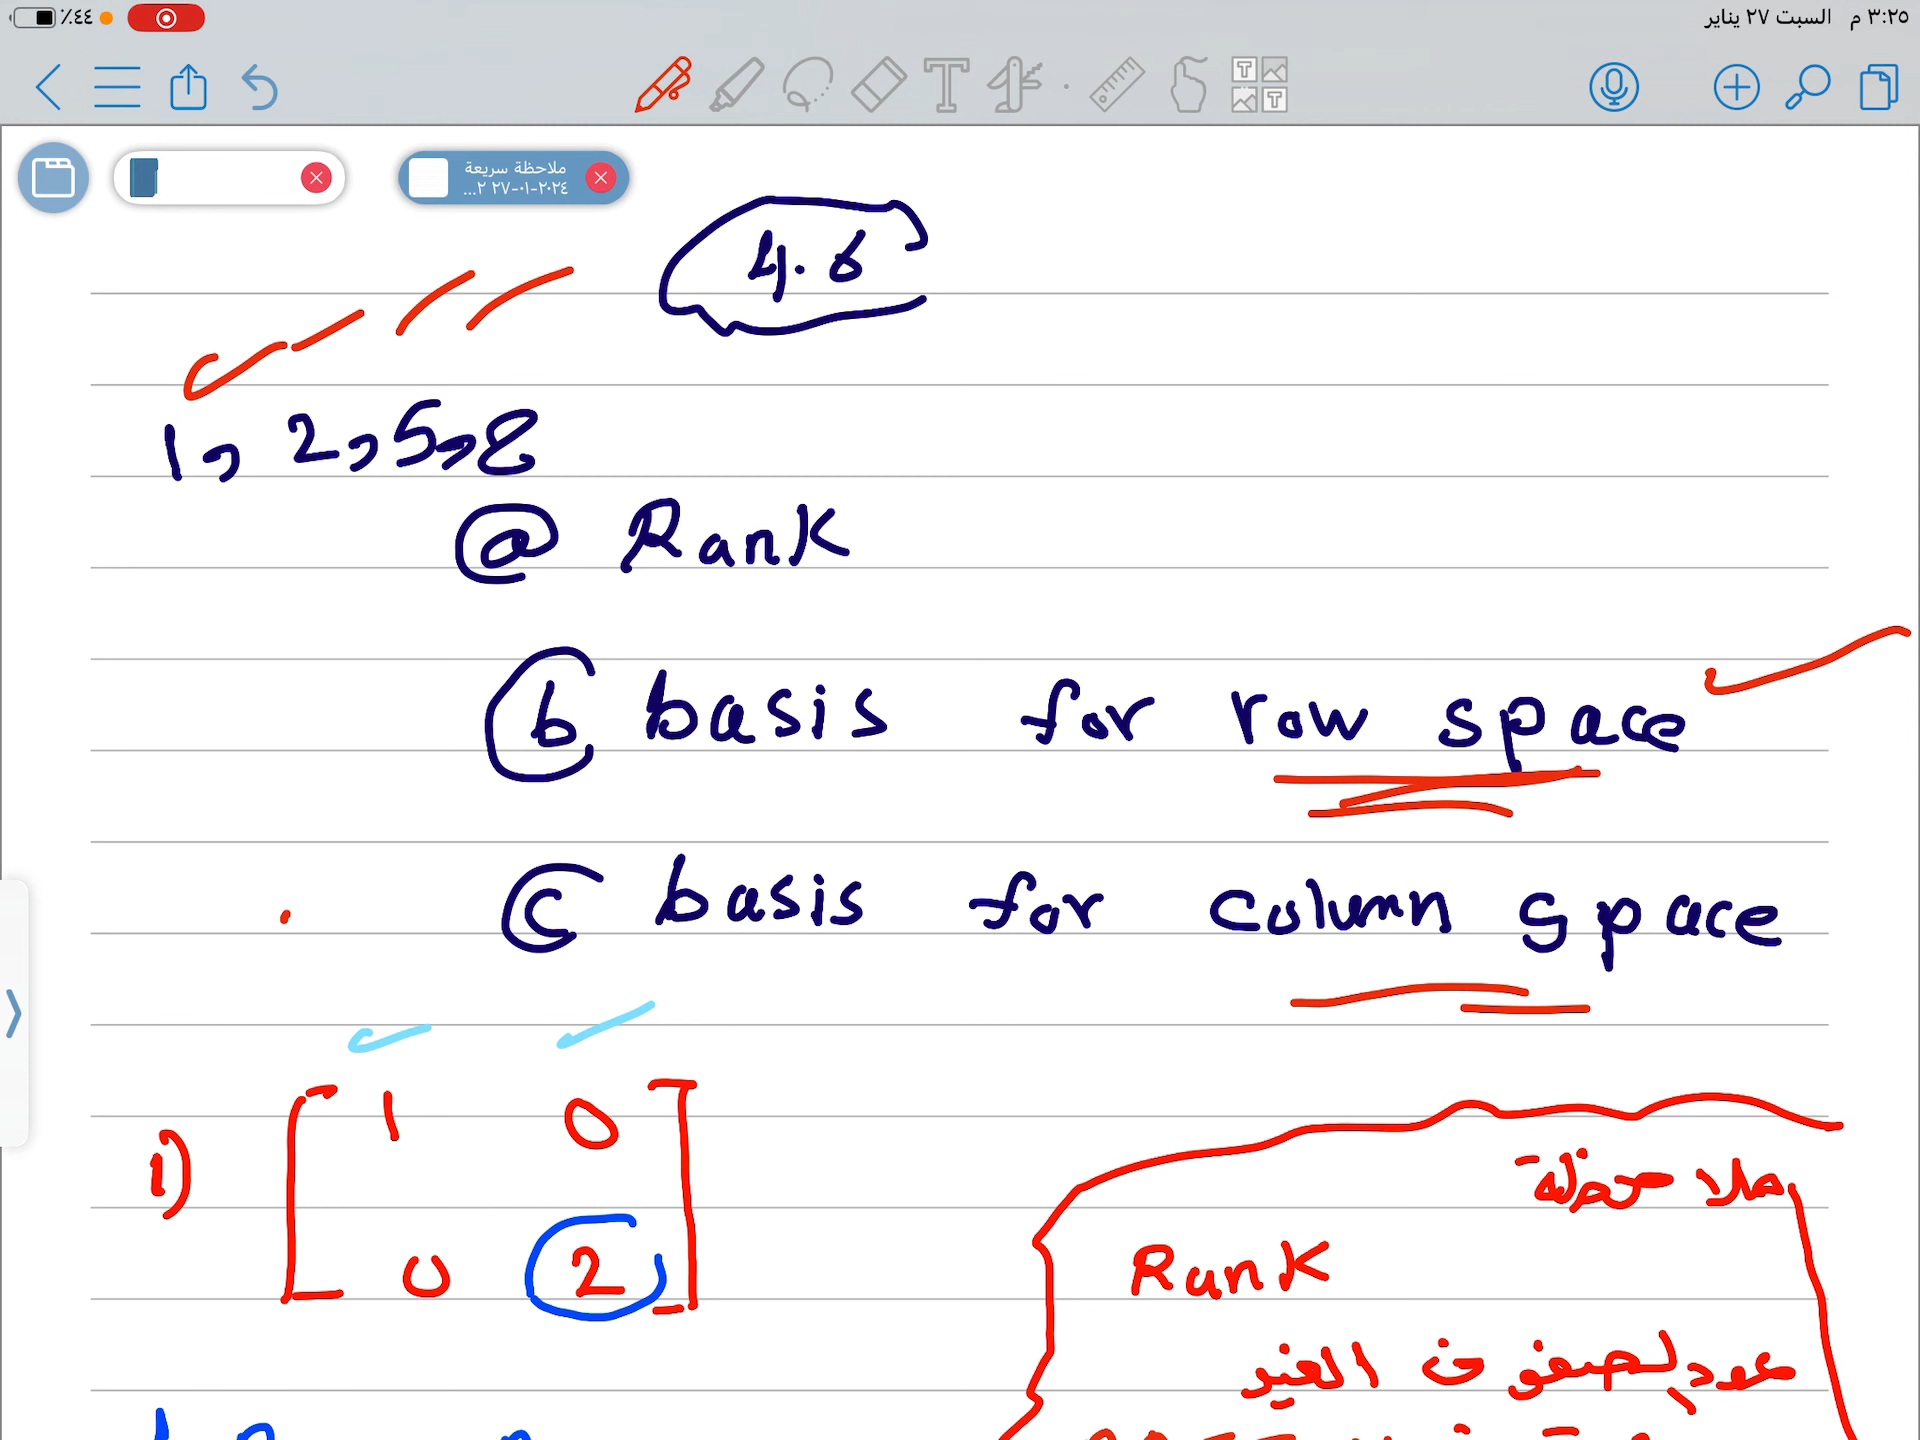 ٪٤٤
٣:٢٥ م السبت ٢٧ يناير
ملاحظة سريعة
٢٠٢٤-٠١-٢٧ ٢...
4.6
1, 2, 5, 8
a Rank
b basis for row space
c basis for column space
1) 1 0
0 2
ملاحظة
Rank
عدد لصفوف الغير